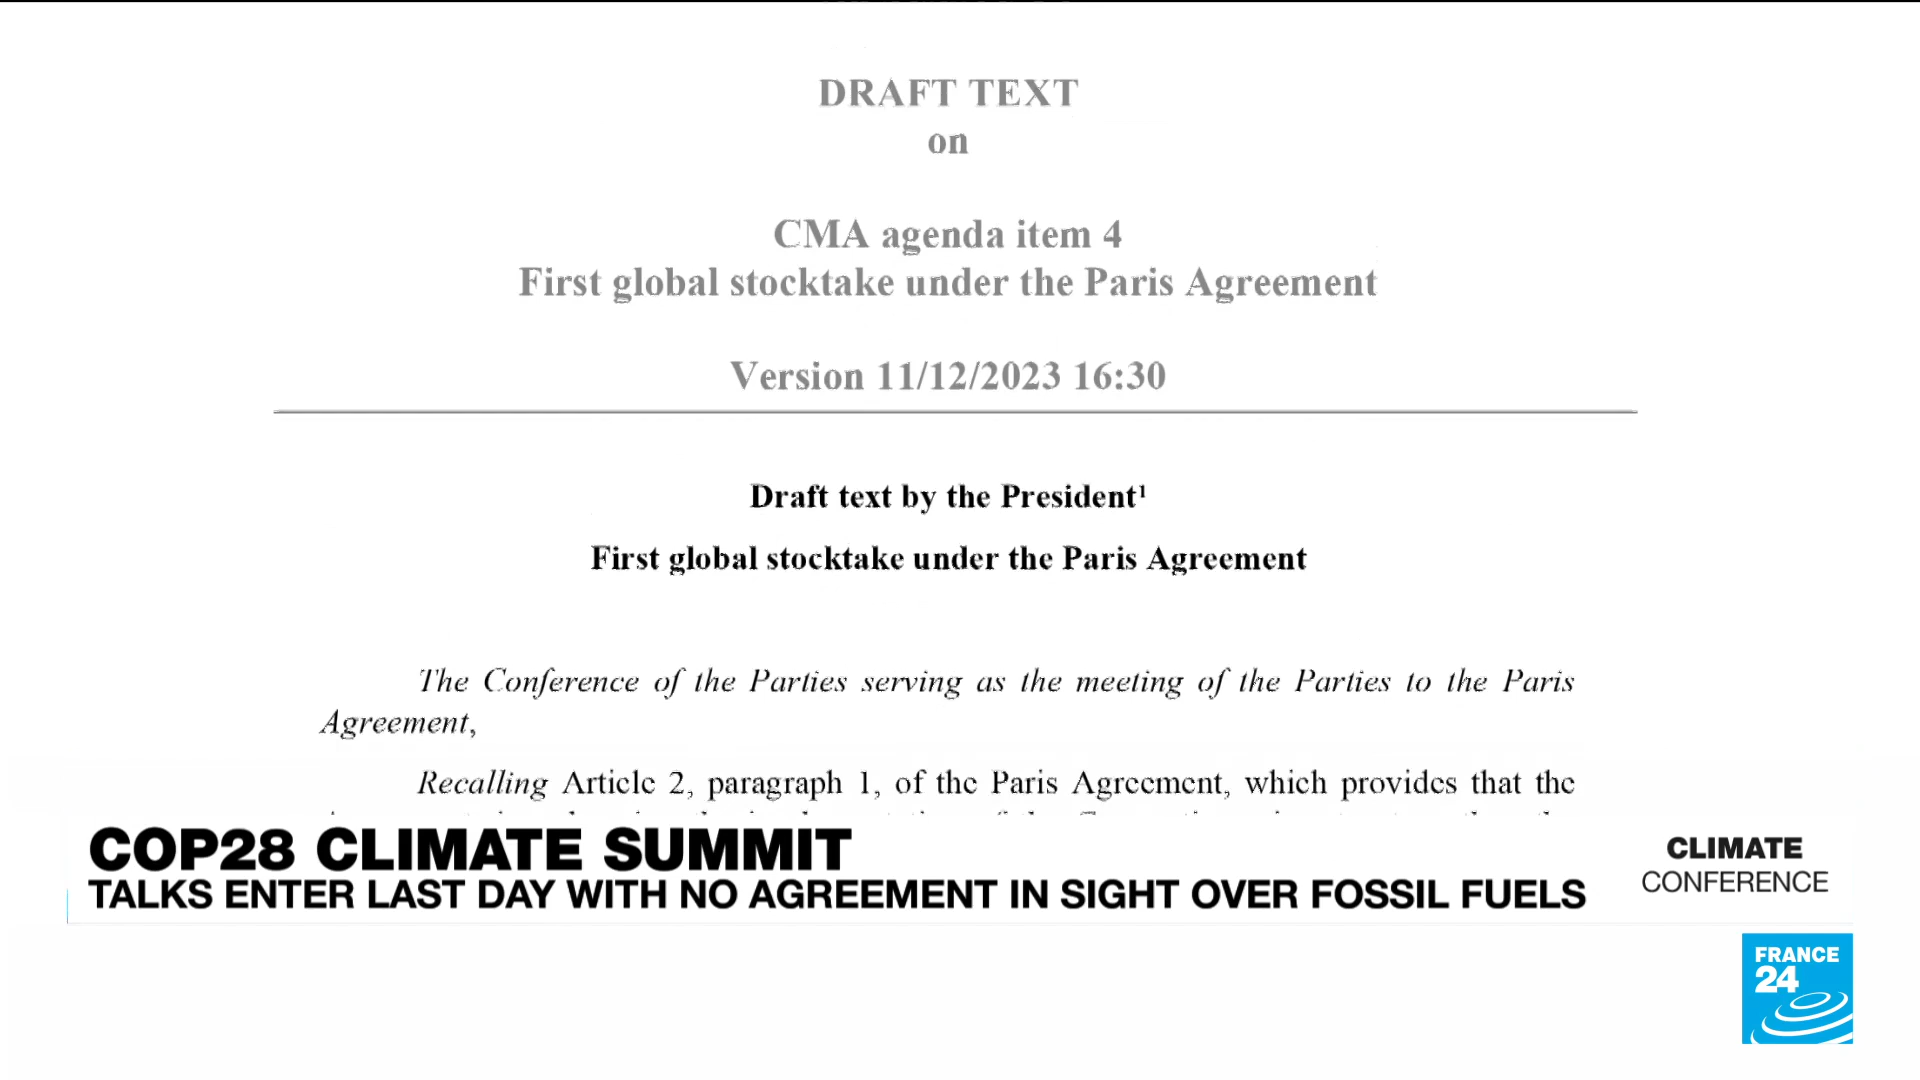 DRAFT TEXT
on
CMA agenda item 4
First global stocktake under the Paris Agreement
Version 11/12/2023 16:30
Draft text by the President¹
First global stocktake under the Paris Agreement
The Conference of the Parties serving as the meeting of the Parties to the Paris
Agreement,
Recalling Article 2, paragraph 1, of the Paris Agreement, which provides that the
COP28 CLIMATE SUMMIT
TALKS ENTER LAST DAY WITH NO AGREEMENT IN SIGHT OVER FOSSIL FUELS
CLIMATE
CONFERENCE
FRANCE
24